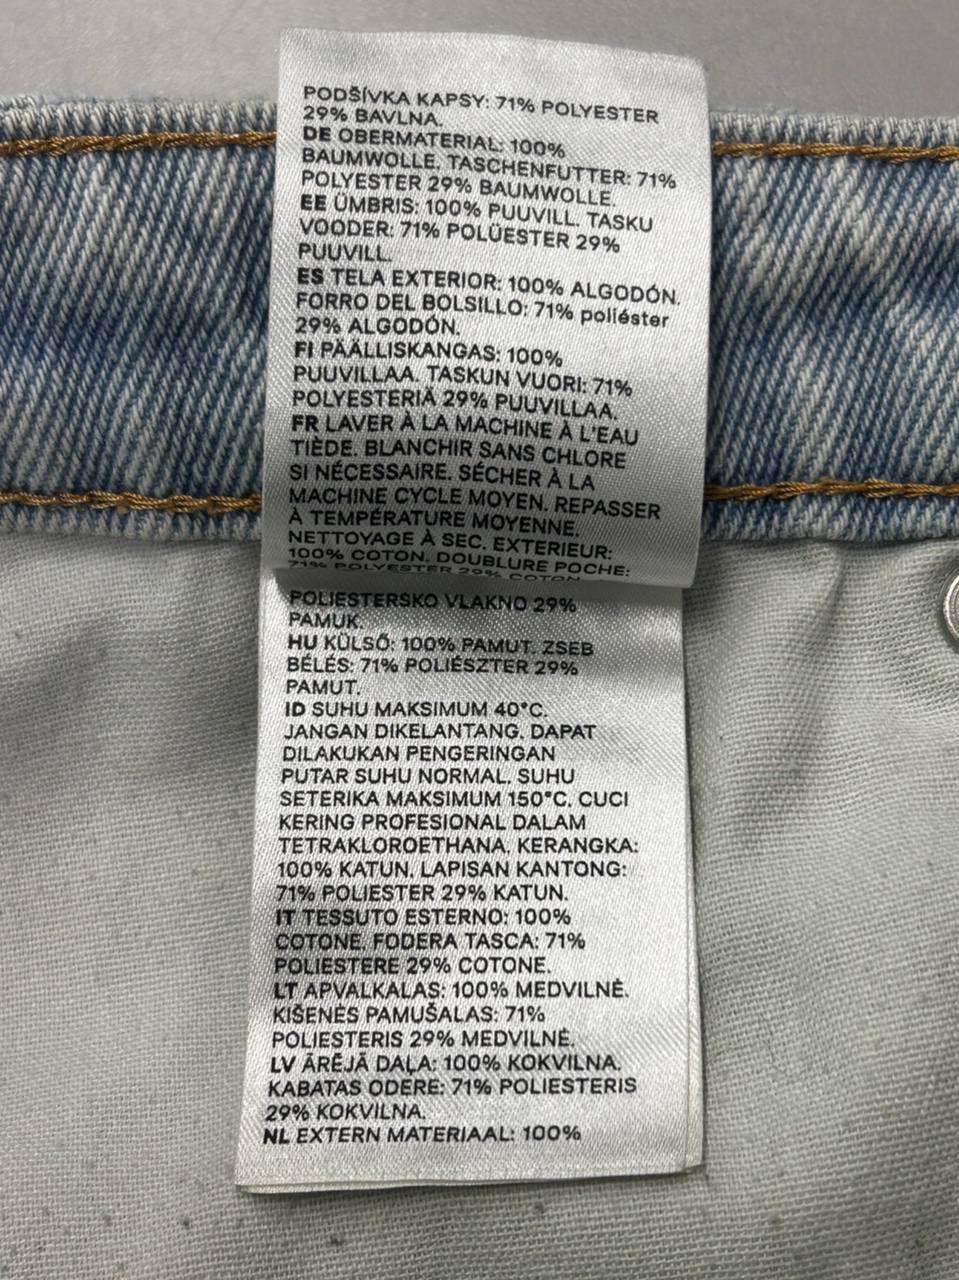 PODŠÍVKA KAPSY: 71% POLYESTER
29% BAVLNA.
DE OBERMATERIAL: 100%
BAUMWOLLE. TASCHENFUTTER: 71%
POLYESTER 29% BAUMWOLLE.
EE ÜMBRIS: 100% PUUVILL. TASKU
VOODER: 71% POLÜESTER 29%
PUUVILL.
ES TELA EXTERIOR: 100% ALGODÓN.
FORRO DEL BOLSILLO: 71% poliéster
29% ALGODÓN.
FI PÄÄLLISKANGAS: 100%
PUUVILLAA. TASKUN VUORI: 71%
POLYESTERIÄ 29% PUUVILLAA.
FR LAVER À LA MACHINE À L'EAU
TIÈDE. BLANCHIR SANS CHLORE
SI NÉCESSAIRE. SÉCHER À LA
MACHINE CYCLE MOYEN. REPASSER
À TEMPÉRATURE MOYENNE.
NETTOYAGE À SEC. EXTERIEUR:
100% COTON. DOUBLURE POCHE:
71% POLYESTER 29% COTON
POLIESTERSKO VLAKNO 29%
PAMUK.
HU KÜLSŐ: 100% PAMUT. ZSEB
BÉLÉS: 71% POLIÉSZTER 29%
PAMUT.
ID SUHU MAKSIMUM 40°C.
JANGAN DIKELANTANG. DAPAT
DILAKUKAN PENGERINGAN
PUTAR SUHU NORMAL. SUHU
SETERIKA MAKSIMUM 150°C. CUCI
KERING PROFESIONAL DALAM
TETRAKLOROETHANA. KERANGKA:
100% KATUN. LAPISAN KANTONG:
71% POLIESTER 29% KATUN.
IT TESSUTO ESTERNO: 100%
COTONE. FODERA TASCA: 71%
POLIESTERE 29% COTONE.
LT APVALKALAS: 100% MEDVILNĖ.
KIŠENĖS PAMUŠALAS: 71%
POLIESTERIS 29% MEDVILNĖ.
LV ĀRĒJĀ DAĻA: 100% KOKVILNA.
KABATAS ODERE: 71% POLIESTERIS
29% KOKVILNA.
NL EXTERN MATERIAAL: 100%